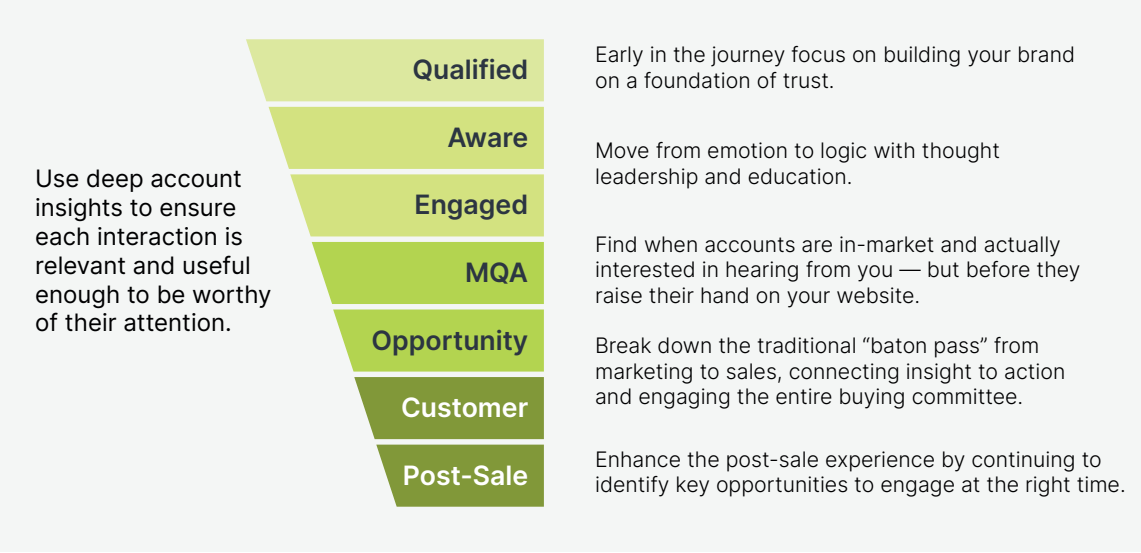 Use deep account
insights to ensure
each interaction is
relevant and useful
enough to be worthy
of their attention.
Qualified
Aware
Engaged
MQA
Opportunity
Customer
Post-Sale
Early in the journey focus on building your brand
on a foundation of trust.
Move from emotion to logic with thought
leadership and education.
Find when accounts are in-market and actually
interested in hearing from you — but before they
raise their hand on your website.
Break down the traditional “baton pass” from
marketing to sales, connecting insight to action
and engaging the entire buying committee.
Enhance the post-sale experience by continuing to
identify key opportunities to engage at the right time.